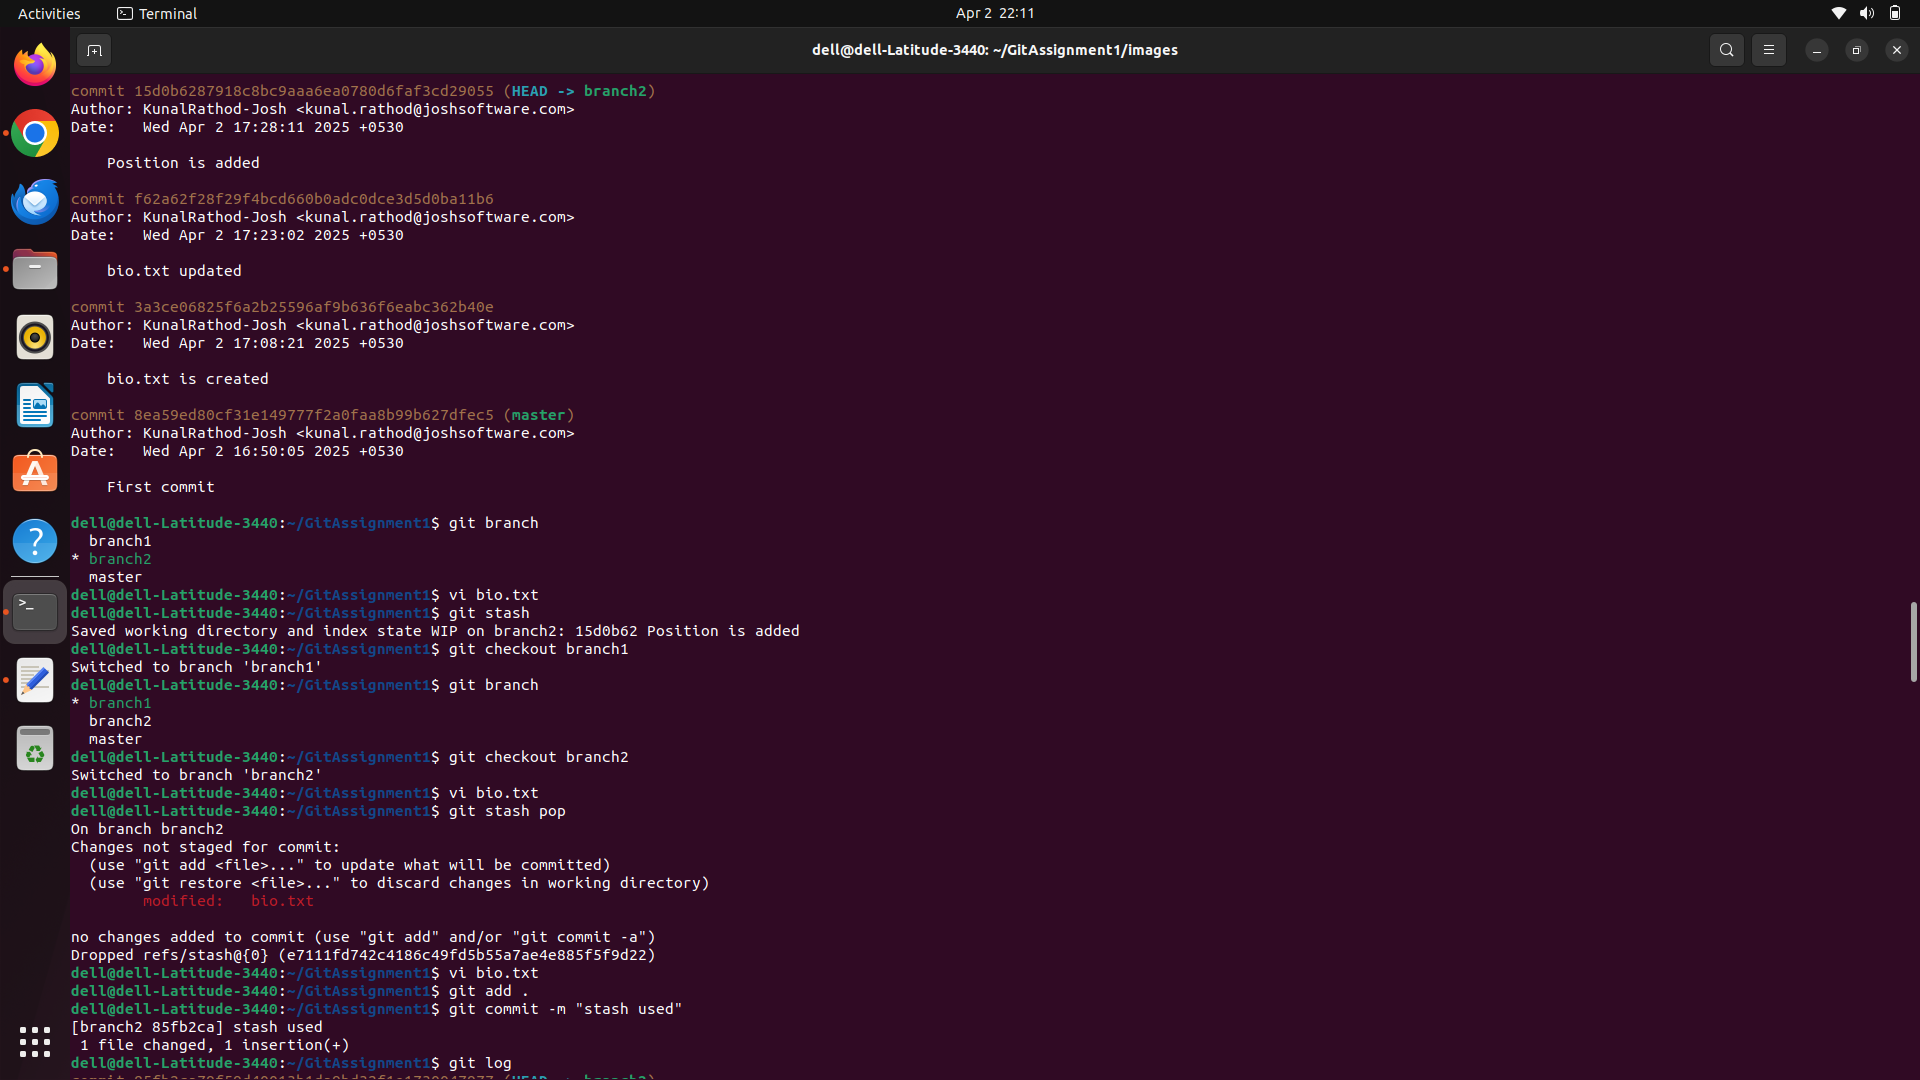 Activities
Terminal
Apr 2 22:11
dell@dell-Latitude-3440: ~/GitAssignment1/images
commit 15d0b6287918c8bc9aaa6ea0780d6faf3cd29055 (HEAD -> branch2)
Author: KunalRathod-Josh <kunal.rathod@joshsoftware.com>
Date:   Wed Apr 2 17:28:11 2025 +0530
    Position is added
commit f62a62f28f29f4bcd660b0adc0dce3d5d0ba11b6
Author: KunalRathod-Josh <kunal.rathod@joshsoftware.com>
Date:   Wed Apr 2 17:23:02 2025 +0530
    bio.txt updated
commit 3a3ce06825f6a2b25596af9b636f6eabc362b40e
Author: KunalRathod-Josh <kunal.rathod@joshsoftware.com>
Date:   Wed Apr 2 17:08:21 2025 +0530
    bio.txt is created
commit 8ea59ed80cf31e149777f2a0faa8b99b627dfec5 (master)
Author: KunalRathod-Josh <kunal.rathod@joshsoftware.com>
Date:   Wed Apr 2 16:50:05 2025 +0530
    First commit
dell@dell-Latitude-3440:~/GitAssignment1$ git branch
  branch1
* branch2
  master
dell@dell-Latitude-3440:~/GitAssignment1$ vi bio.txt
dell@dell-Latitude-3440:~/GitAssignment1$ git stash
Saved working directory and index state WIP on branch2: 15d0b62 Position is added
dell@dell-Latitude-3440:~/GitAssignment1$ git checkout branch1
Switched to branch 'branch1'
dell@dell-Latitude-3440:~/GitAssignment1$ git branch
* branch1
  branch2
  master
dell@dell-Latitude-3440:~/GitAssignment1$ git checkout branch2
Switched to branch 'branch2'
dell@dell-Latitude-3440:~/GitAssignment1$ vi bio.txt
dell@dell-Latitude-3440:~/GitAssignment1$ git stash pop
On branch branch2
Changes not staged for commit:
  (use "git add <file>..." to update what will be committed)
  (use "git restore <file>..." to discard changes in working directory)
        modified:   bio.txt
no changes added to commit (use "git add" and/or "git commit -a")
Dropped refs/stash@{0} (e7111fd742c4186c49fd5b55a7ae4e885f5f9d22)
dell@dell-Latitude-3440:~/GitAssignment1$ vi bio.txt
dell@dell-Latitude-3440:~/GitAssignment1$ git add .
dell@dell-Latitude-3440:~/GitAssignment1$ git commit -m "stash used"
[branch2 85fb2ca] stash used
 1 file changed, 1 insertion(+)
dell@dell-Latitude-3440:~/GitAssignment1$ git log
commit (HEAD -> branch2)